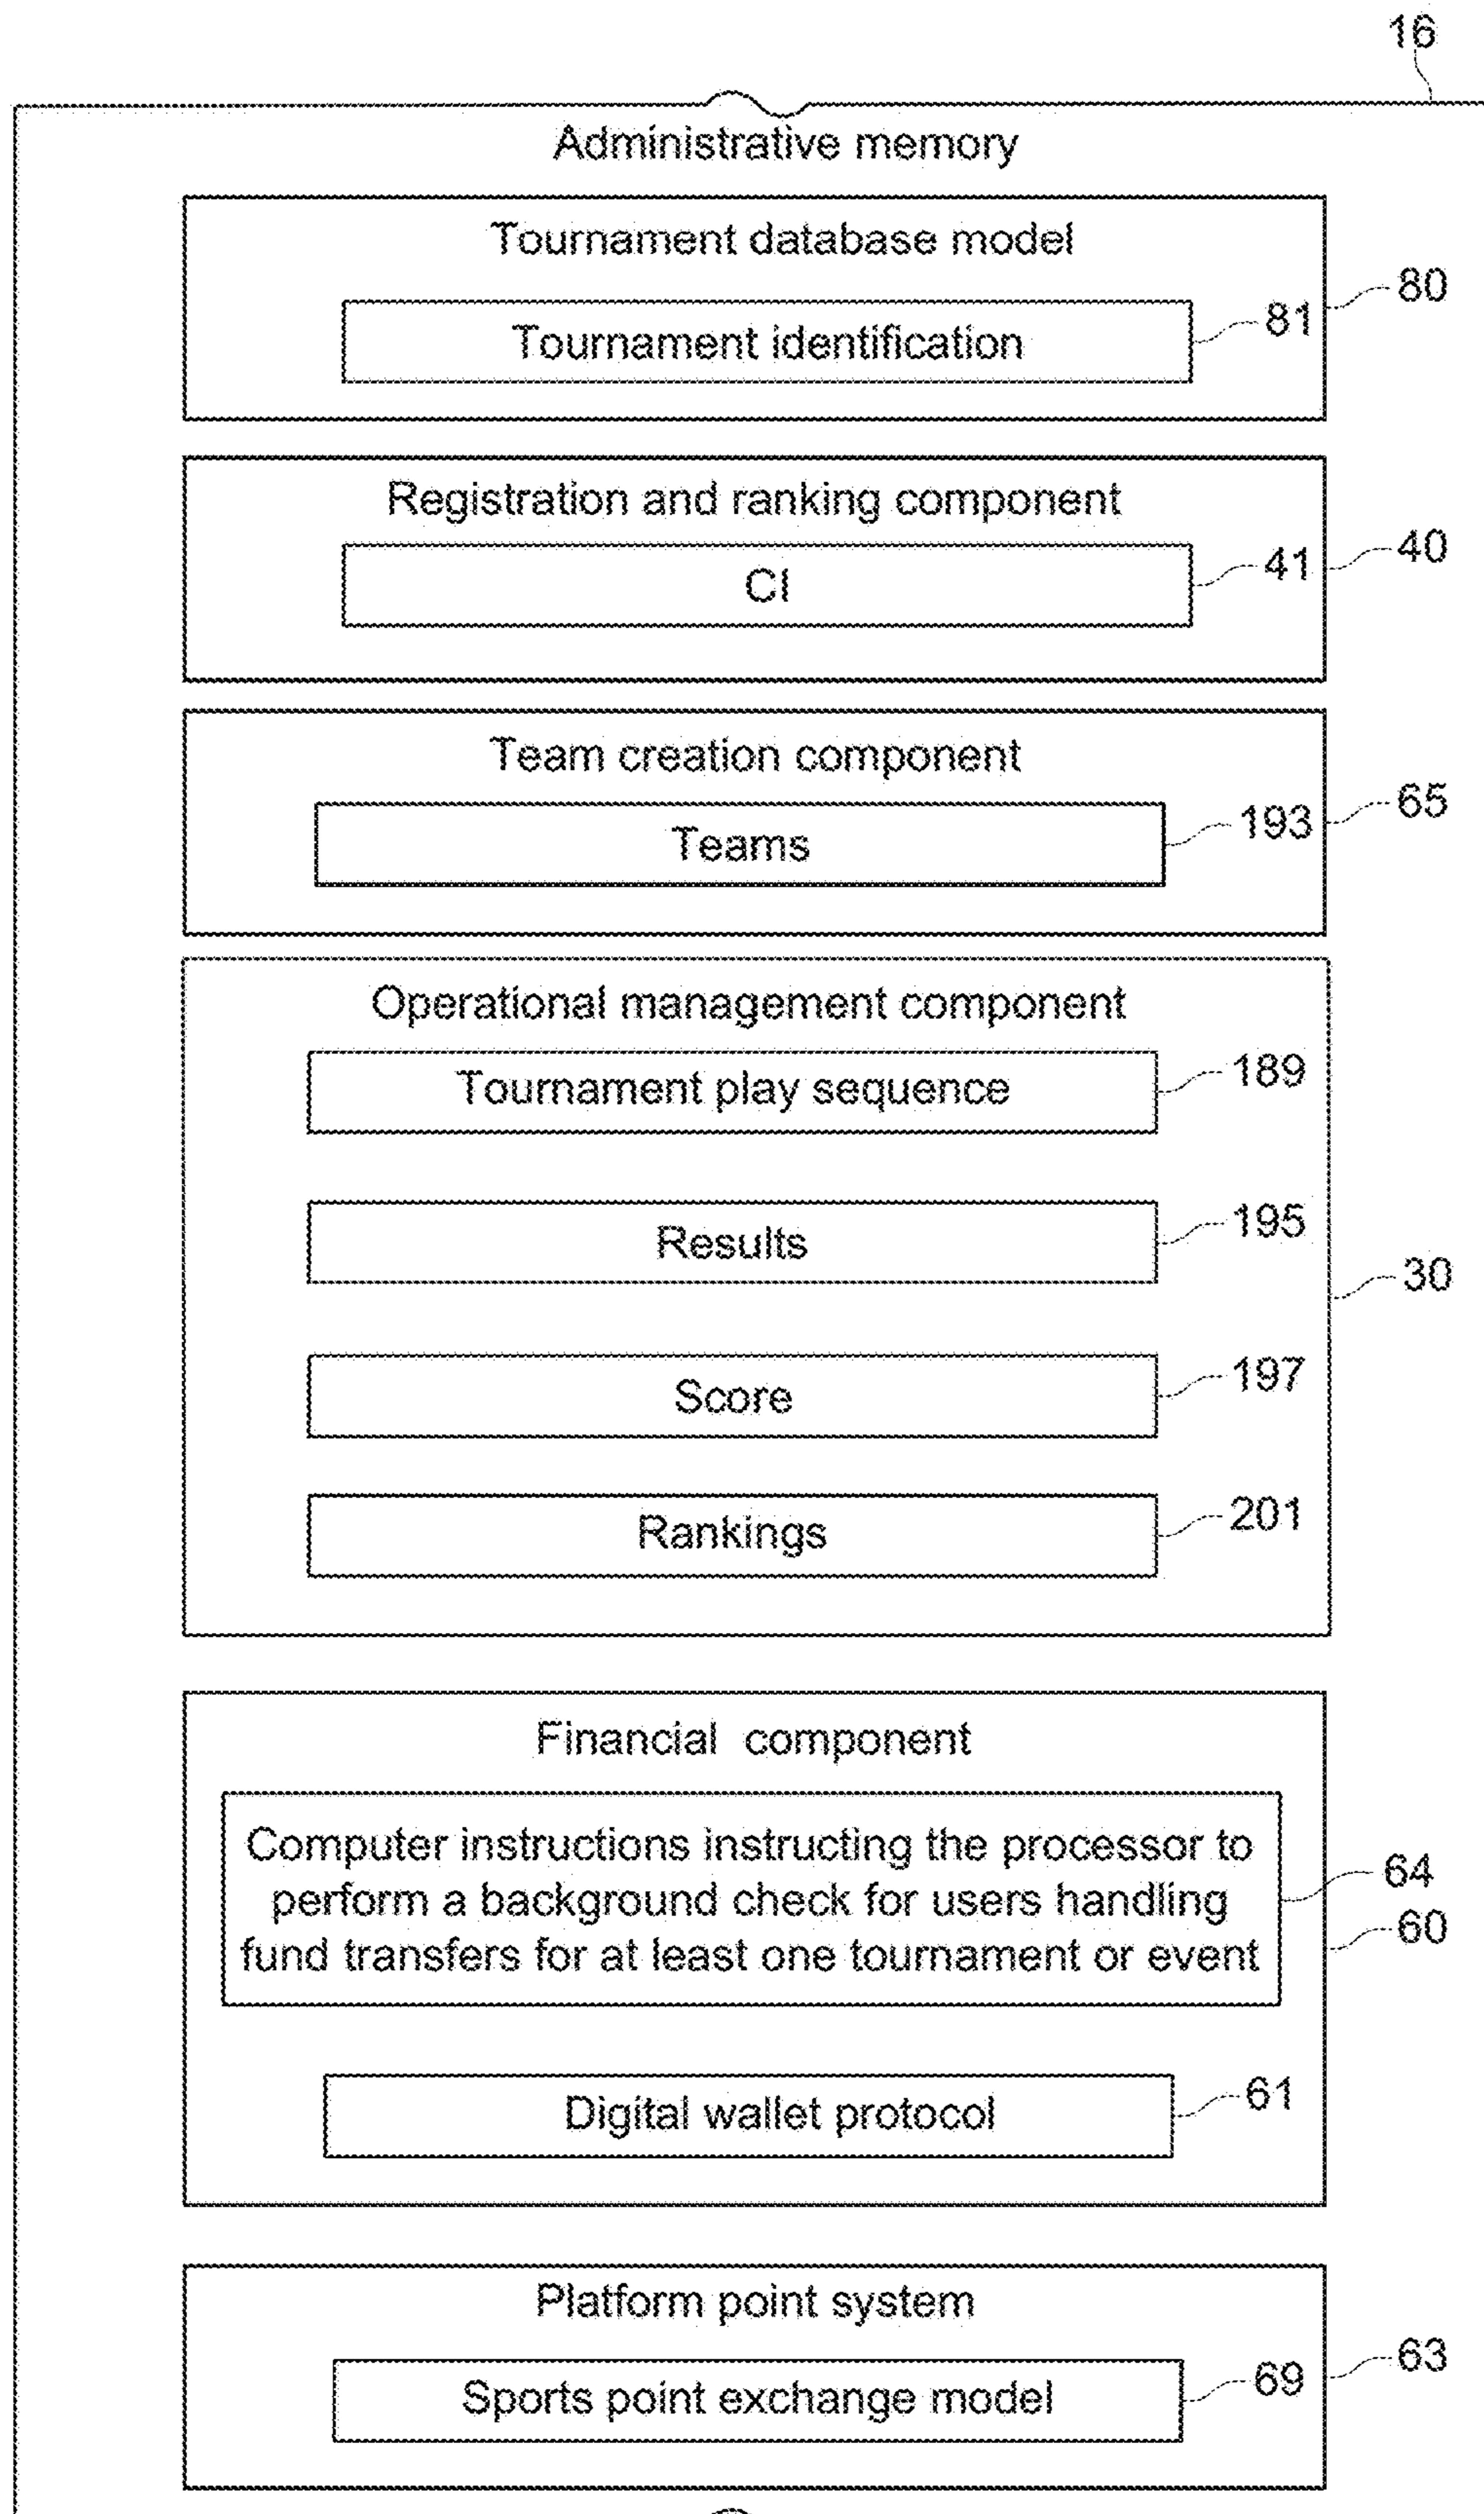 16
Administrative memory
Tournament database model
80
Tournament identification
81
Registration and ranking component
40
CI
41
Team creation component
65
Teams
193
Operational management component
Tournament play sequence
189
Results
195
30
Score
197
Rankings
201
Financial component
Computer instructions instructing the processor to
perform a background check for users handling
fund transfers for at least one tournament or event
64
60
Digital wallet protocol
61
Platform point system
63
Sports point exchange model
69